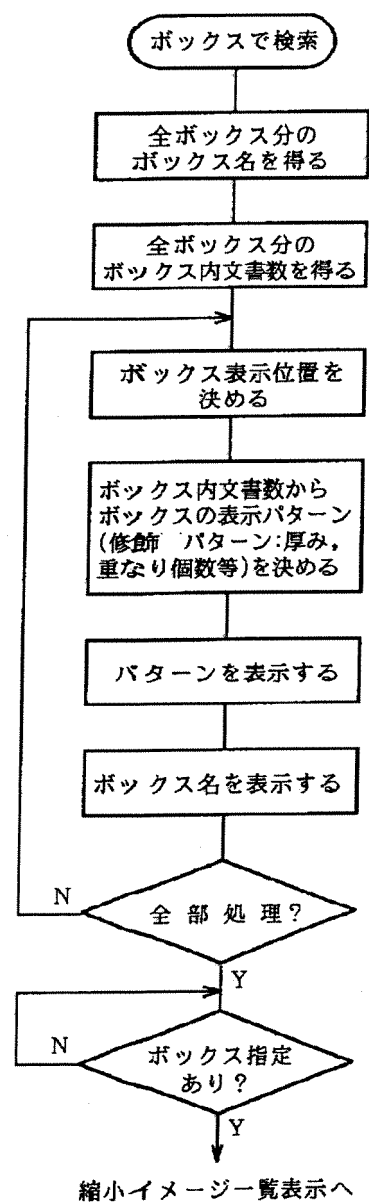 ボックスで検索
全ボックス分の
ボックス名を得る
全ボックス分の
ボックス内文書数を得る
ボックス表示位置を
決める
ボックス内文書数から
ボックスの表示パターン
(修飾 パターン:厚み,
重なり個数等)を決める
パターンを表示する
ボックス名を表示する
N
全部処理?
Y
N
ボックス指定
あり?
Y
縮小イメージ一覧表示へ